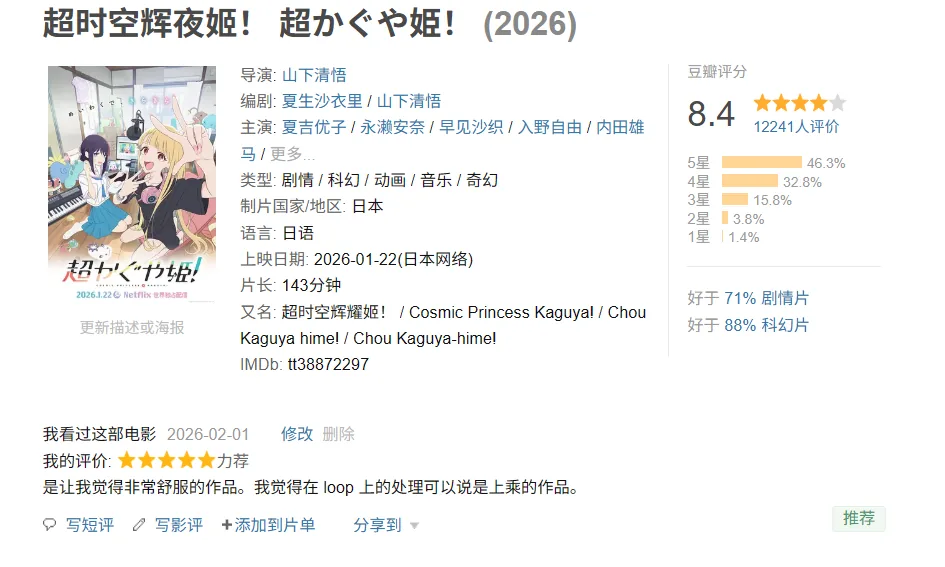 超时空辉夜姬！ 超かぐや姫！ (2026)
导演: 山下清悟
编剧: 夏生沙衣里 / 山下清悟
主演: 夏吉优子 / 永濑安奈 / 早见沙织 / 入野自由 / 内田雄
马 / 更多...
类型: 剧情 / 科幻 / 动画 / 音乐 / 奇幻
制片国家/地区: 日本
语言: 日语
上映日期: 2026-01-22(日本网络)
片长: 143分钟
又名: 超时空辉耀姬！ / Cosmic Princess Kaguya! / Chou
Kaguya hime! / Chou Kaguya-hime!
IMDb: tt38872297
超かぐや姫!
2026.1.22 Netflix 世界独占配信
更新描述或海报
豆瓣评分
8.4
12241人评价
5星 46.3%
4星 32.8%
3星 15.8%
2星 3.8%
1星 1.4%
好于 71% 剧情片
好于 88% 科幻片
我看过这部电影 2026-02-01 修改 删除
我的评价: 力荐
是让我觉得非常舒服的作品。我觉得在 loop 上的处理可以说是上乘的作品。
写短评 写影评 +添加到片单 分享到
推荐